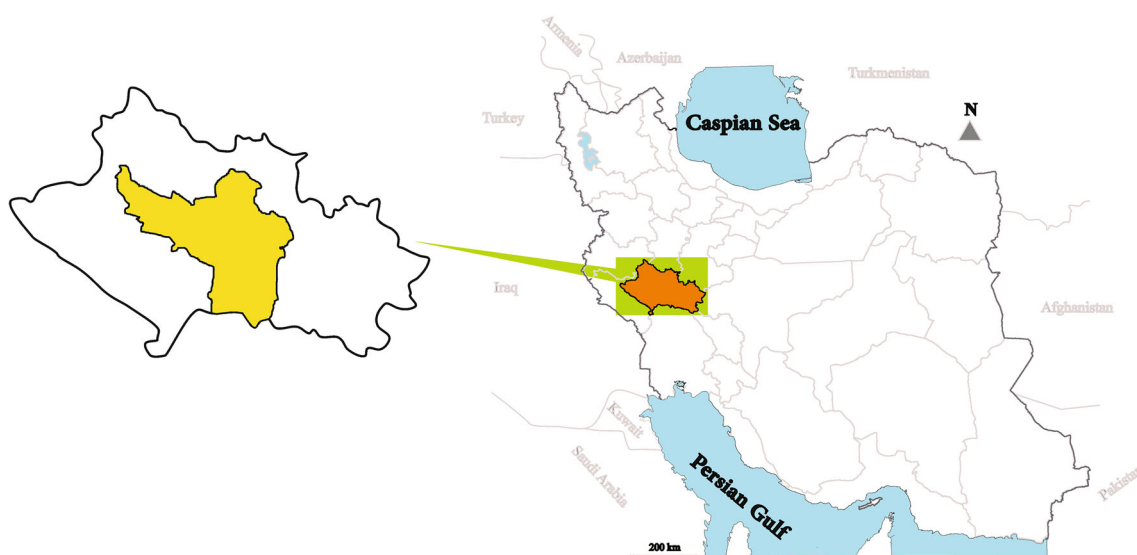 Armenia
Azerbaijan
Turkmenistan
Turkey
Caspian Sea
N
Iraq
Afghanistan
Kuwait
Saudi Arabia
Persian Gulf
Pakistan
200 km